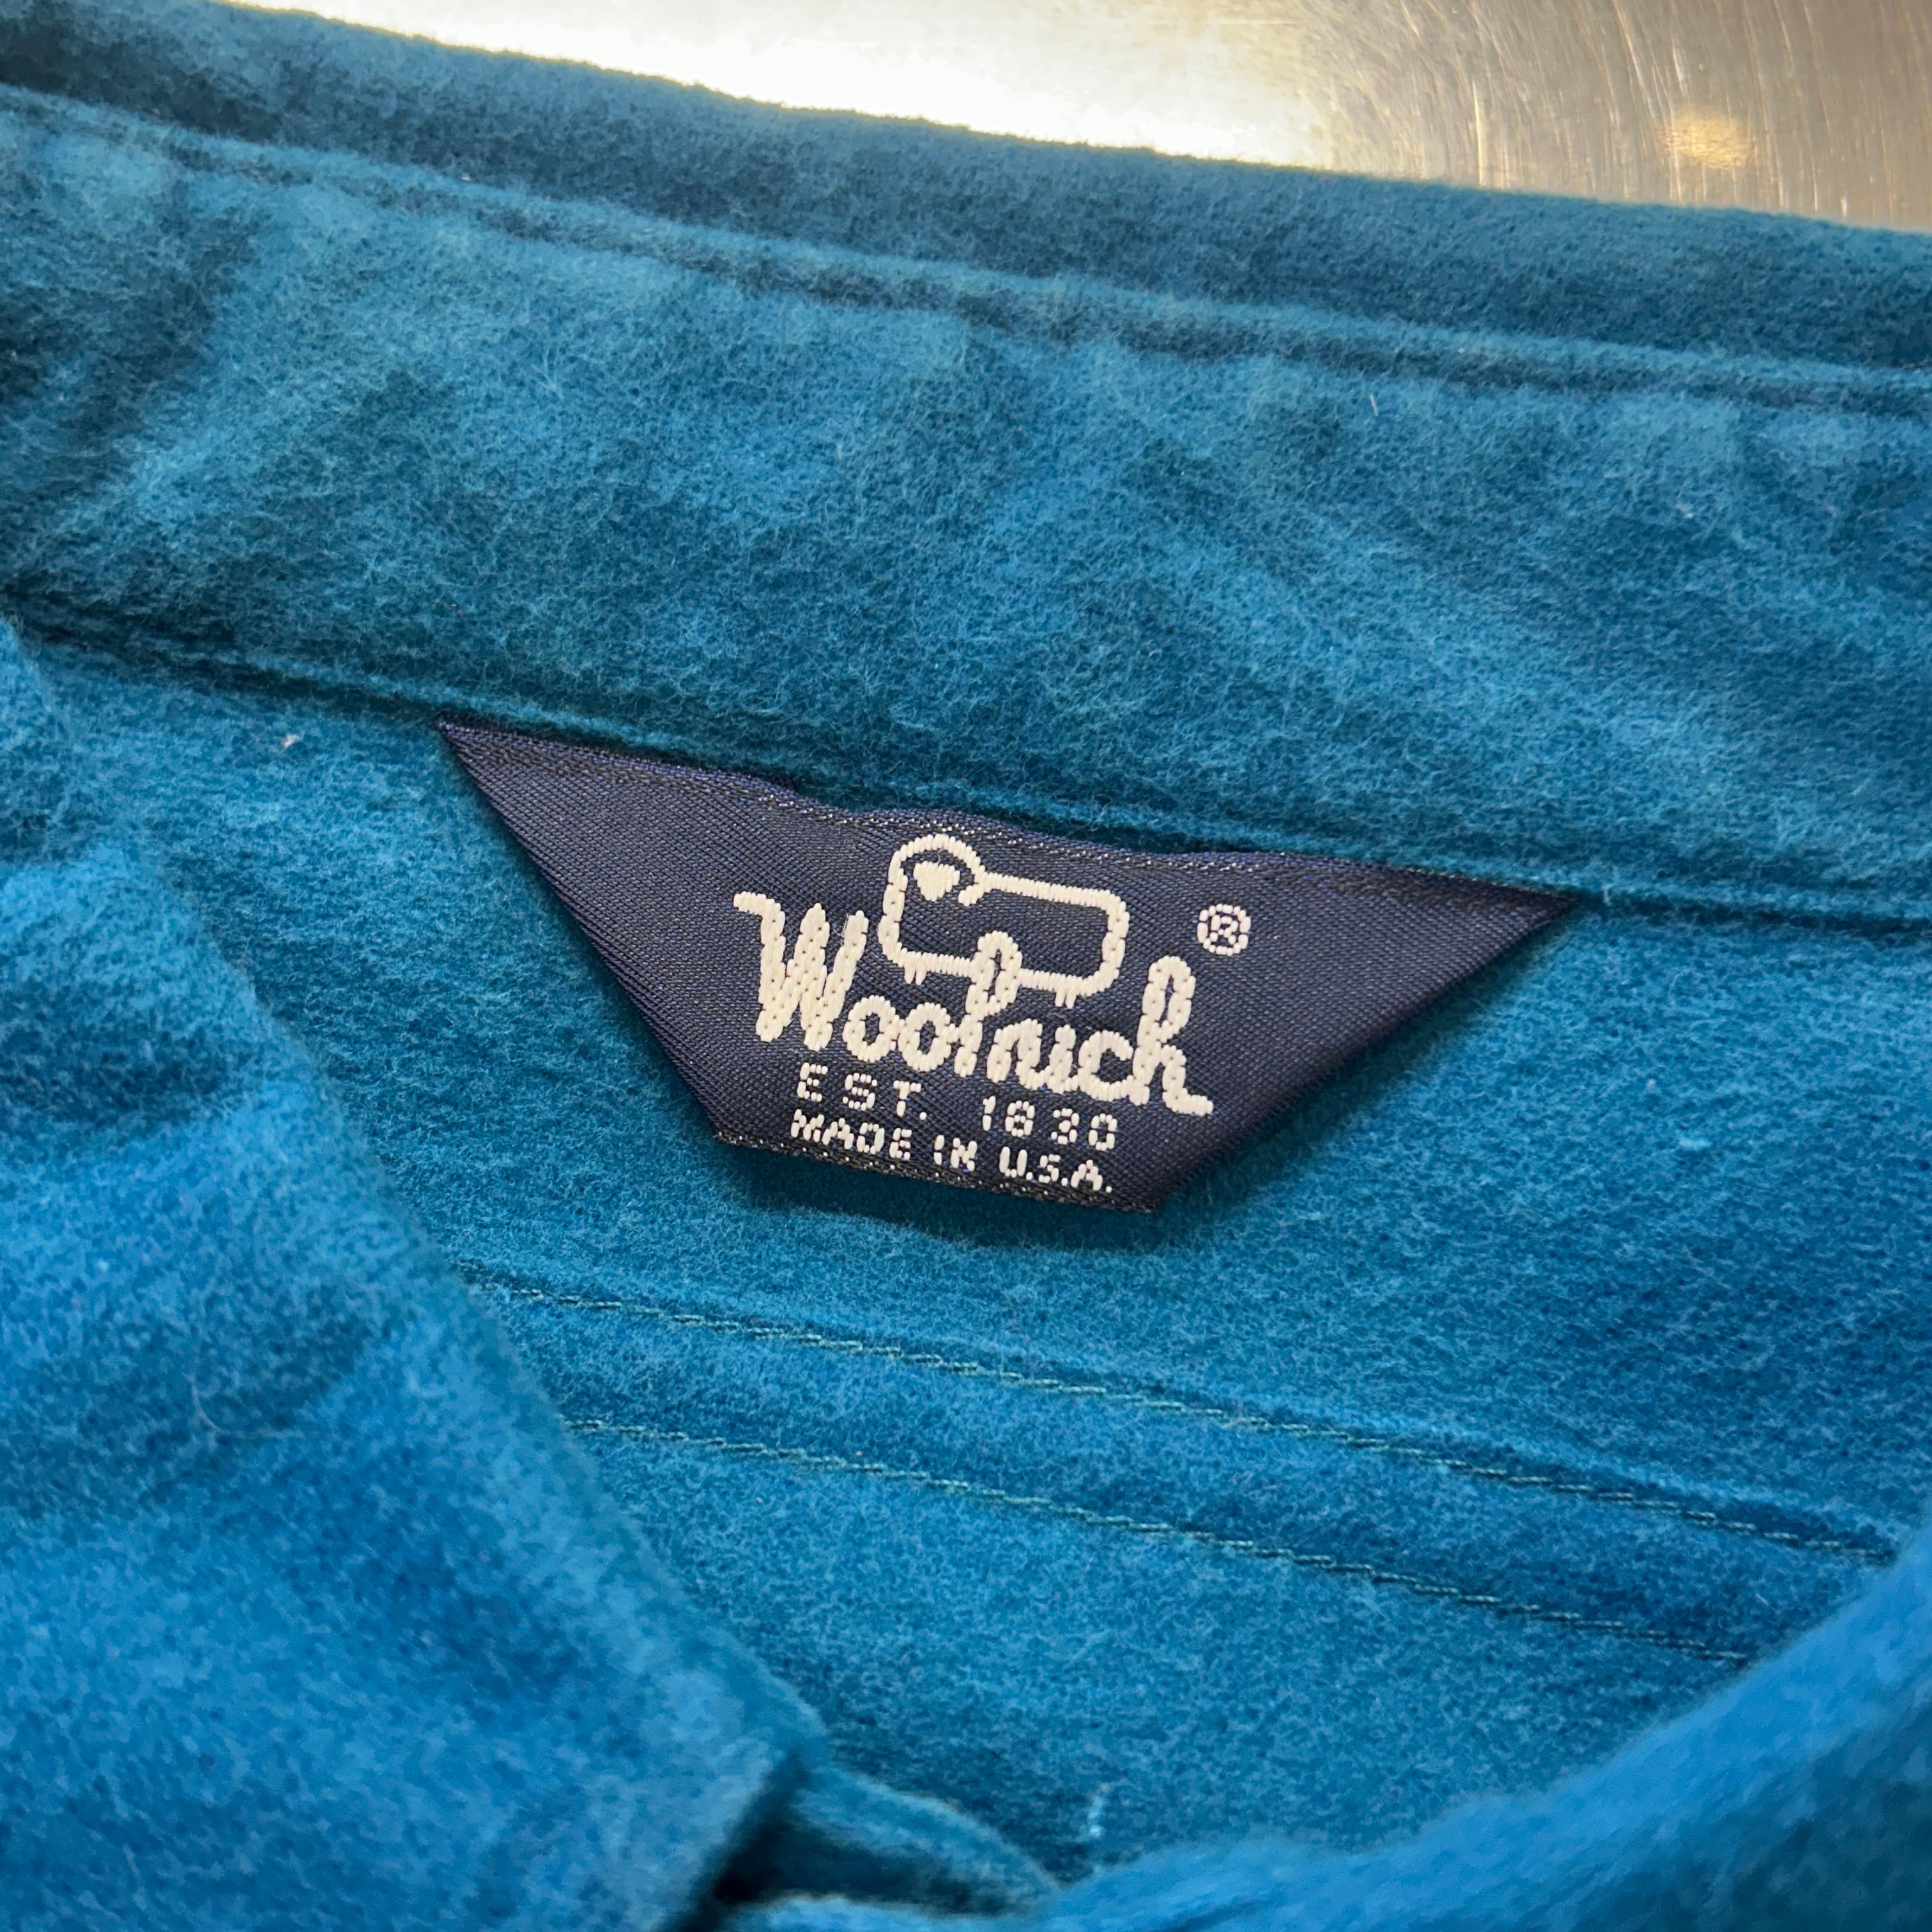 Woolrich ®
EST. 1830
MADE IN U.S.A.